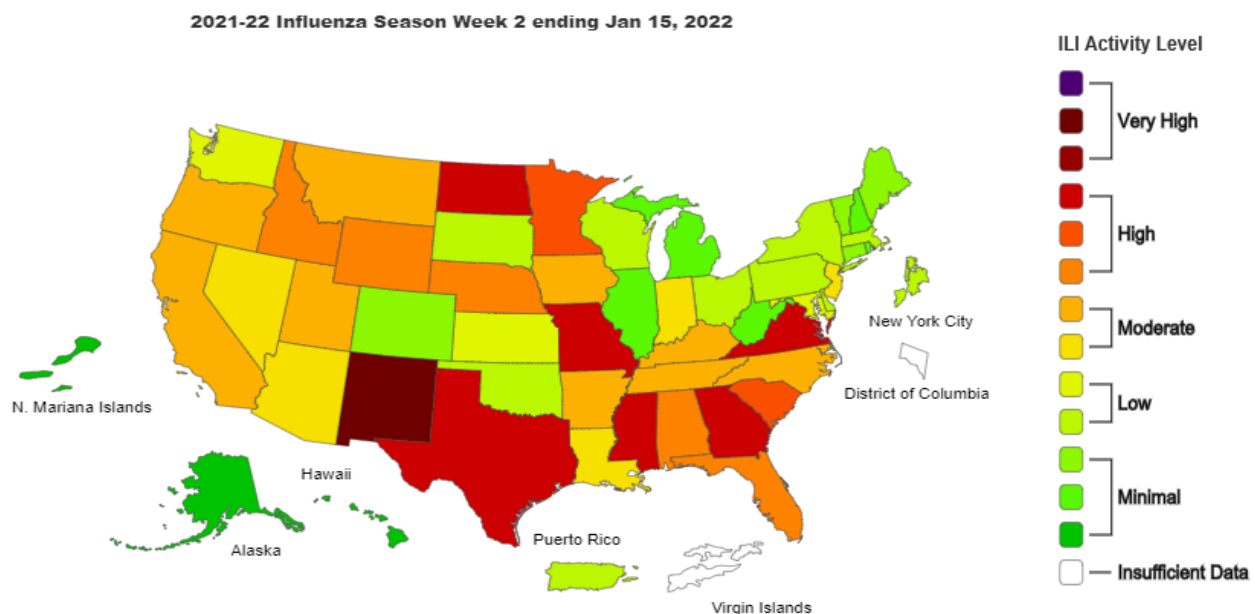 2021-22 Influenza Season Week 2 ending Jan 15, 2022
ILI Activity Level
Very High
High
Moderate
Low
Minimal
Insufficient Data
New York City
District of Columbia
N. Mariana Islands
Hawaii
Alaska
Puerto Rico
Virgin Islands